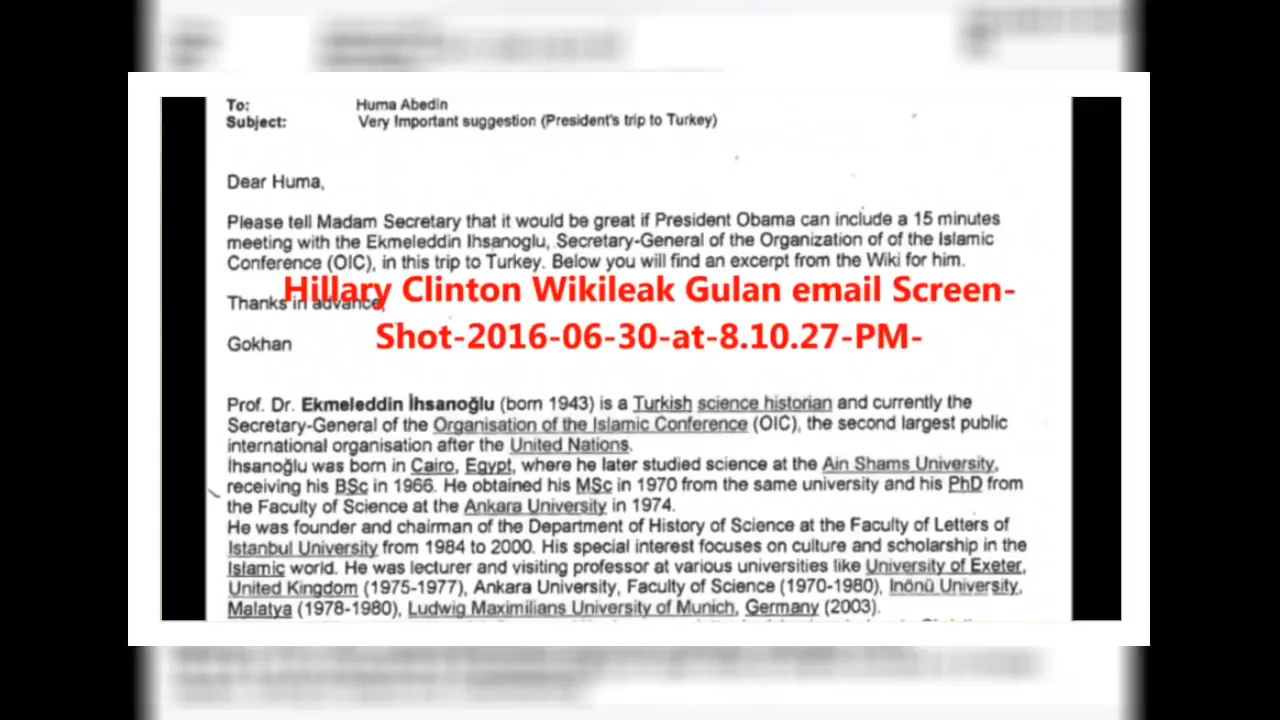 To: Huma Abedin
Subject: Very Important suggestion (President's trip to Turkey)
Dear Huma,
Please tell Madam Secretary that it would be great if President Obama can include a 15 minutes
meeting with the Ekmeleddin Ihsanoglu, Secretary-General of the Organization of of the Islamic
Conference (OIC), in this trip to Turkey. Below you will find an excerpt from the Wiki for him.
Hillary Clinton Wikileak Gulan email Screen-
Thanks in advance,
Shot-2016-06-30-at-8.10.27-PM-
Gokhan
Prof. Dr. Ekmeleddin İhsanoğlu (born 1943) is a Turkish science historian and currently the
Secretary-General of the Organisation of the Islamic Conference (OIC), the second largest public
international organisation after the United Nations.
İhsanoğlu was born in Cairo, Egypt, where he later studied science at the Ain Shams University,
receiving his BSc in 1966. He obtained his MSc in 1970 from the same university and his PhD from
the Faculty of Science at the Ankara University in 1974.
He was founder and chairman of the Department of History of Science at the Faculty of Letters of
Istanbul University from 1984 to 2000. His special interest focuses on culture and scholarship in the
Islamic world. He was lecturer and visiting professor at various universities like University of Exeter,
United Kingdom (1975-1977), Ankara University, Faculty of Science (1970-1980), Inönü University,
Malatya (1978-1980), Ludwig Maximilians University of Munich, Germany (2003).